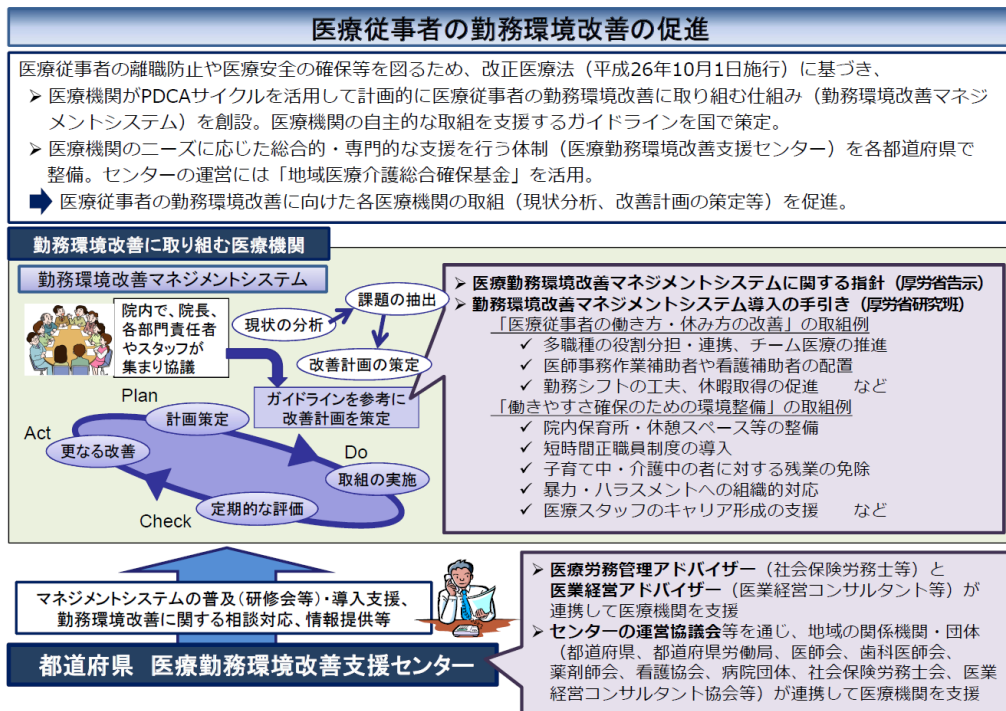 医療従事者の勤務環境改善の促進
医療従事者の離職防止や医療安全の確保等を図るため、改正医療法（平成26年10月1日施行）に基づき、
➢ 医療機関がPDCAサイクルを活用して計画的に医療従事者の勤務環境改善に取り組む仕組み（勤務環境改善マネジ
メントシステム）を創設。医療機関の自主的な取組を支援するガイドラインを国で策定。
➢ 医療機関のニーズに応じた総合的・専門的な支援を行う体制（医療勤務環境改善支援センター）を各都道府県で
整備。センターの運営には「地域医療介護総合確保基金」を活用。
医療従事者の勤務環境改善に向けた各医療機関の取組（現状分析、改善計画の策定等）を促進。
勤務環境改善に取り組む医療機関
勤務環境改善マネジメントシステム
院内で、院長、
各部門責任者
やスタッフが
集まり協議
現状の分析
課題の抽出
改善計画の策定
ガイドラインを参考に
改善計画を策定
Plan
計画策定
Act
更なる改善
Do
取組の実施
定期的な評価
Check
➢ 医療勤務環境改善マネジメントシステムに関する指針（厚労省告示）
➢ 勤務環境改善マネジメントシステム導入の手引き（厚労省研究班）
「医療従事者の働き方・休み方の改善」の取組例
✓ 多職種の役割分担・連携、チーム医療の推進
✓ 医師事務作業補助者や看護補助者の配置
✓ 勤務シフトの工夫、休暇取得の促進　など
「働きやすさ確保のための環境整備」の取組例
✓ 院内保育所・休憩スペース等の整備
✓ 短時間正職員制度の導入
✓ 子育て中・介護中の者に対する残業の免除
✓ 暴力・ハラスメントへの組織的対応
✓ 医療スタッフのキャリア形成の支援　など
マネジメントシステムの普及（研修会等）・導入支援、
勤務環境改善に関する相談対応、情報提供等
都道府県　医療勤務環境改善支援センター
➢ 医療労務管理アドバイザー（社会保険労務士等）と
医業経営アドバイザー（医業経営コンサルタント等）が
連携して医療機関を支援
➢ センターの運営協議会等を通じ、地域の関係機関・団体
（都道府県、都道府県労働局、医師会、歯科医師会、
薬剤師会、看護協会、病院団体、社会保険労務士会、医業
経営コンサルタント協会等）が連携して医療機関を支援